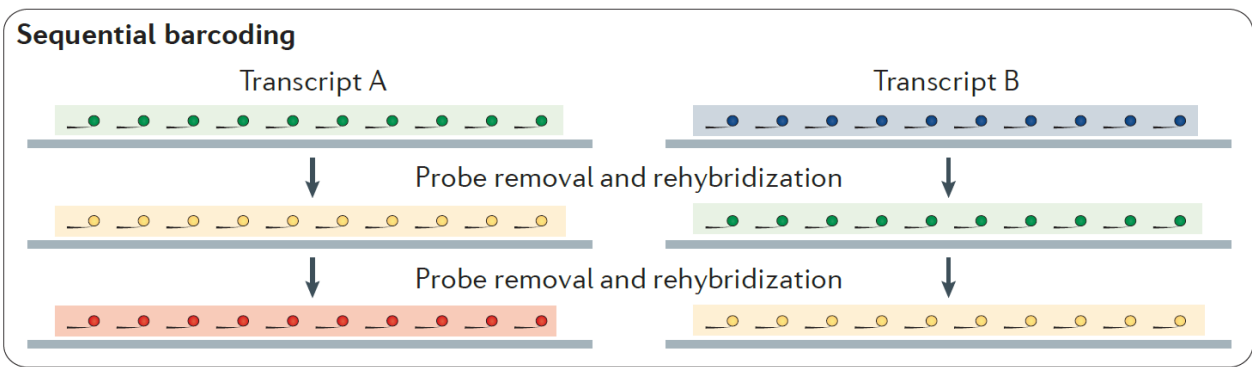 Sequential barcoding
Transcript A
Transcript B
Probe removal and rehybridization
Probe removal and rehybridization